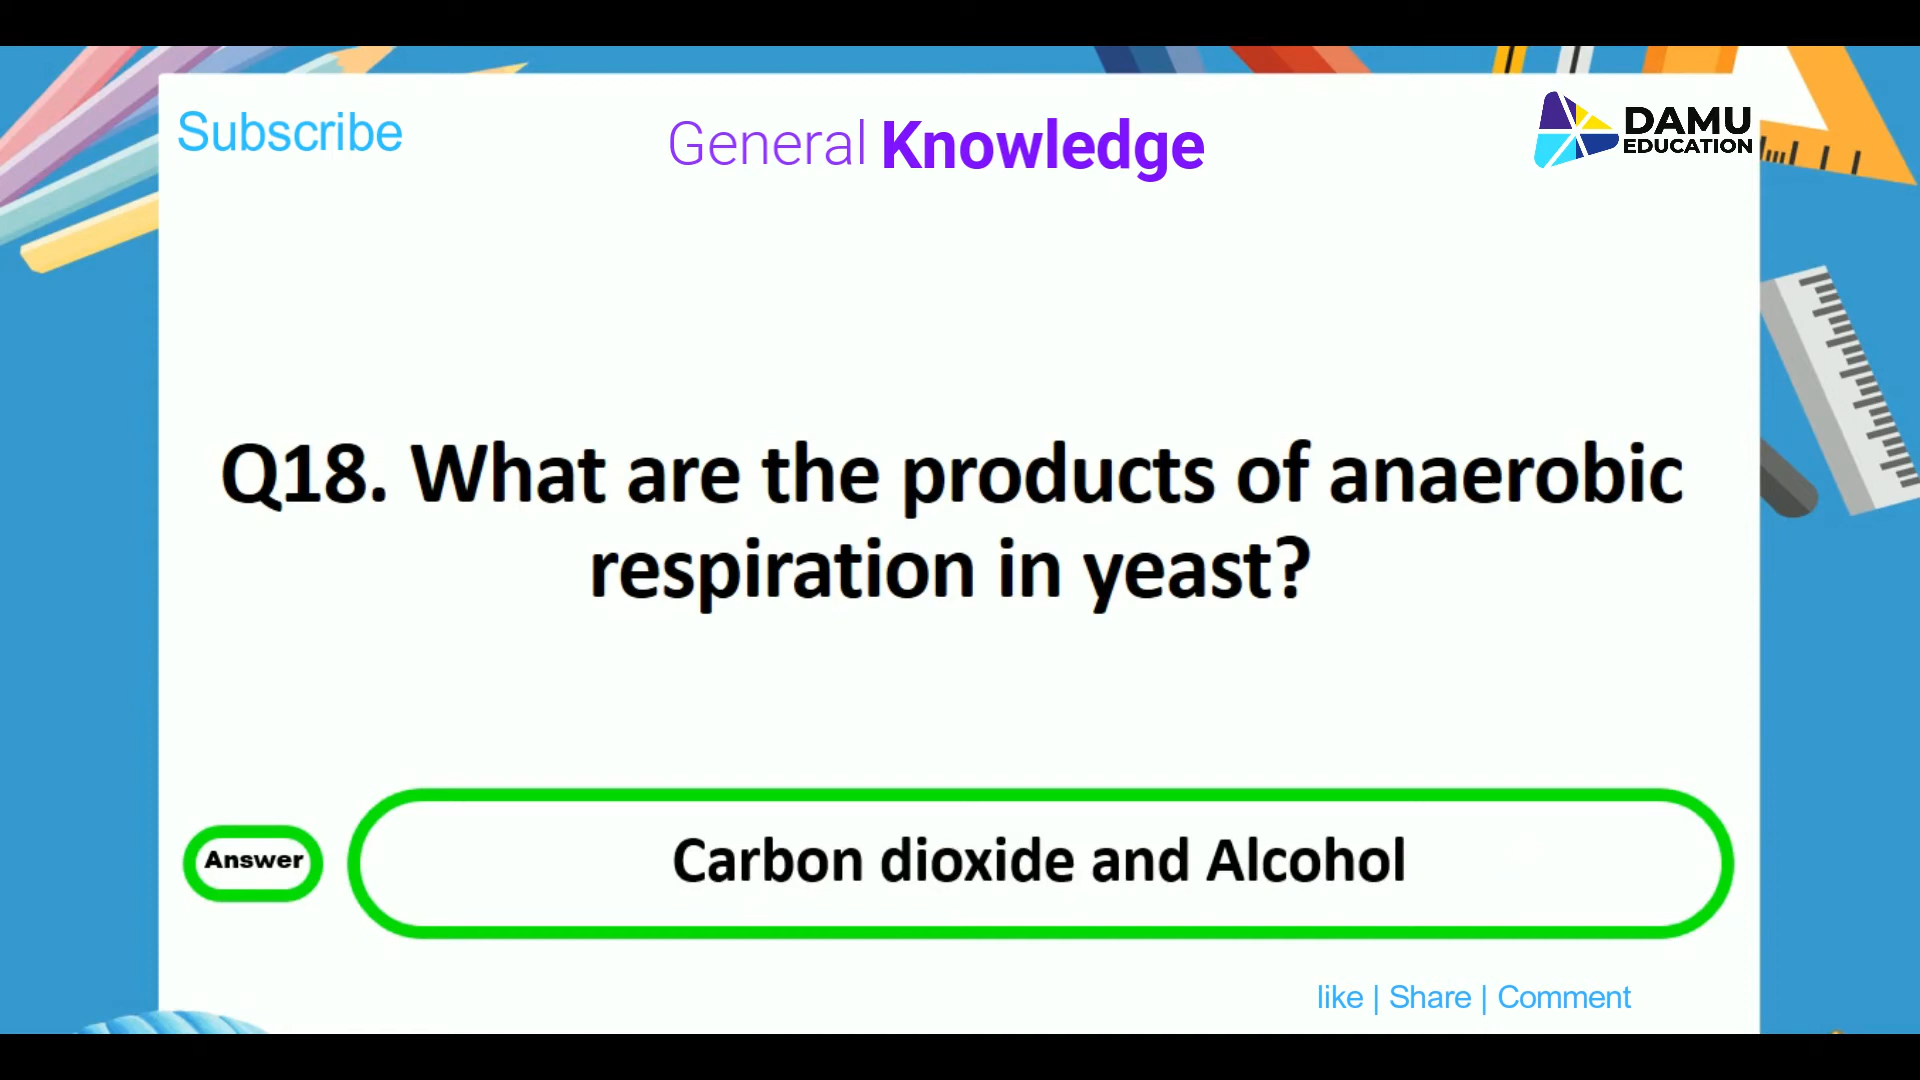 Subscribe
General Knowledge
DAMU
EDUCATION
Q18. What are the products of anaerobic
respiration in yeast?
Answer
Carbon dioxide and Alcohol
like | Share | Comment